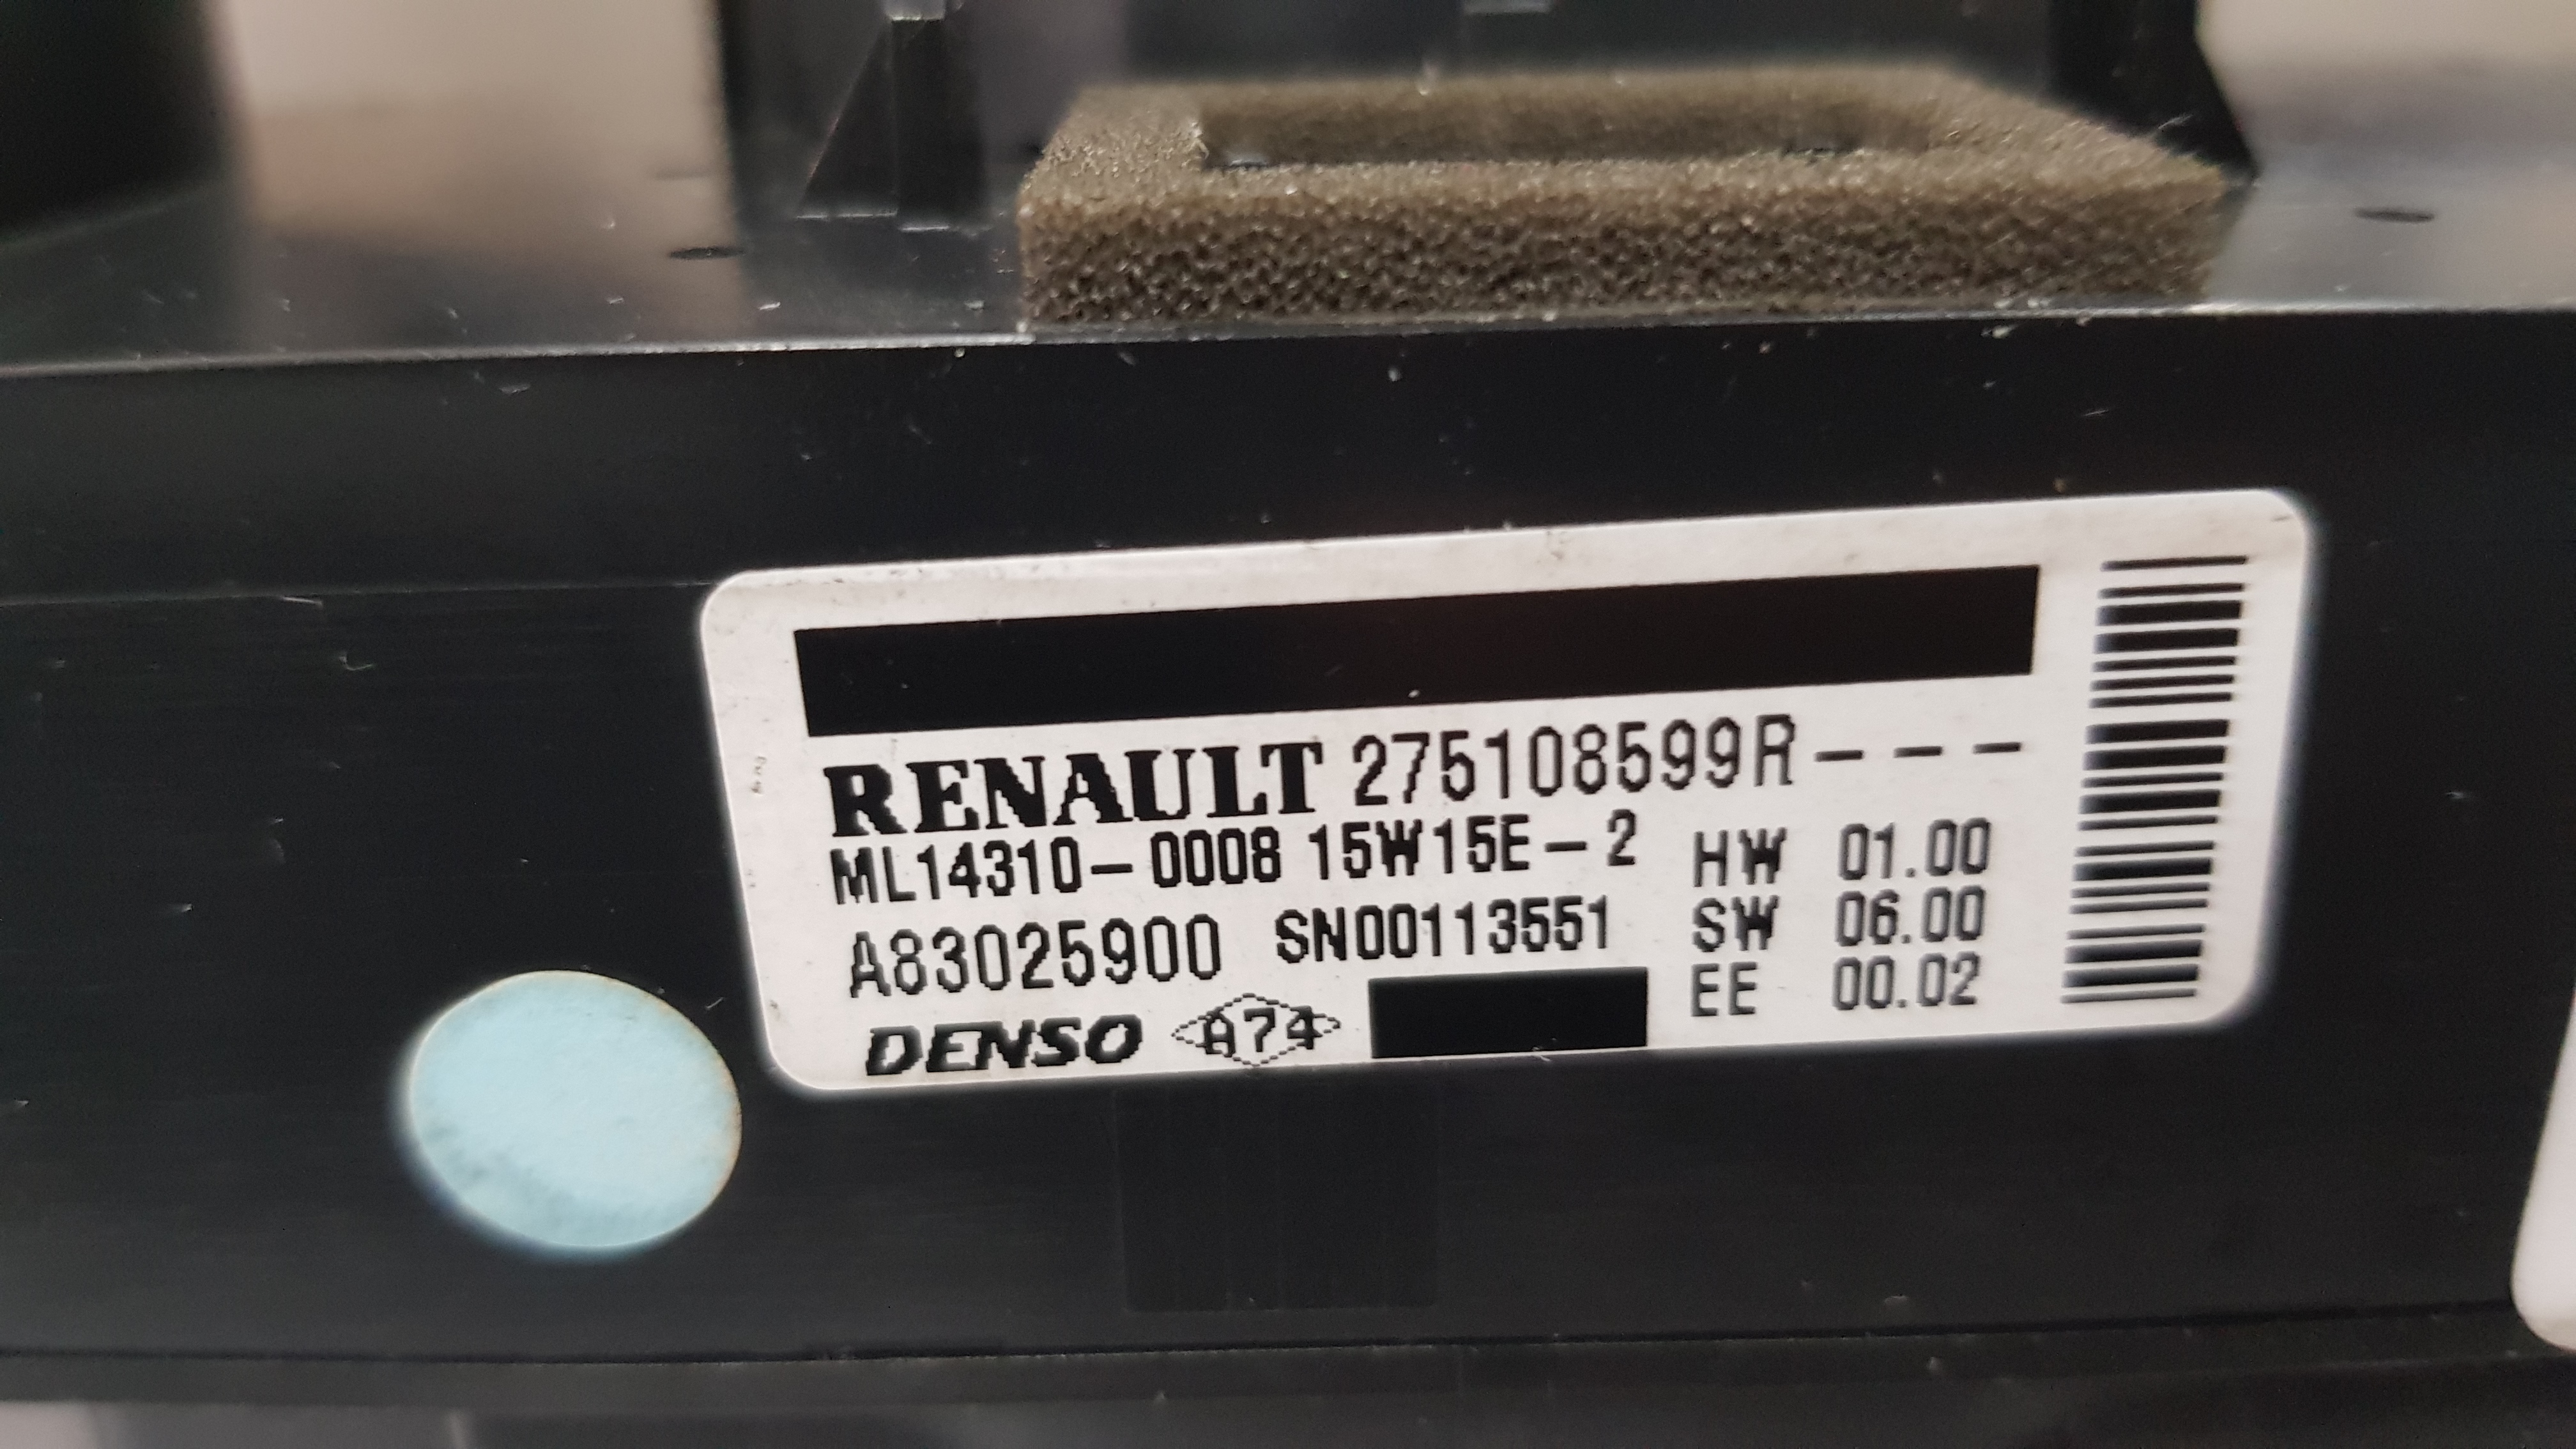 RENAULT 275108599R---
ML14310-0008 15W15E-2 HW 01.00
A83025900 SN00113551 SW 06.00
EE 00.02
DENSO A74